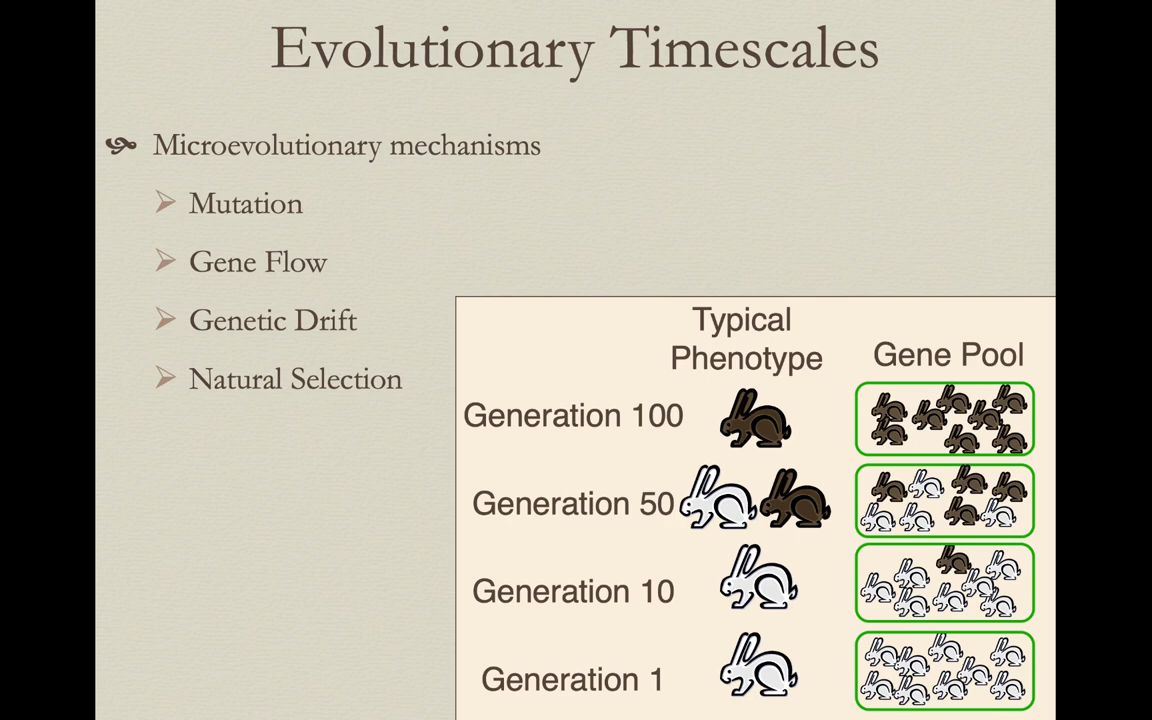 Evolutionary Timescales
Microevolutionary mechanisms
Mutation
Gene Flow
Genetic Drift
Natural Selection
Typical
Phenotype
Gene Pool
Generation 100
Generation 50
Generation 10
Generation 1